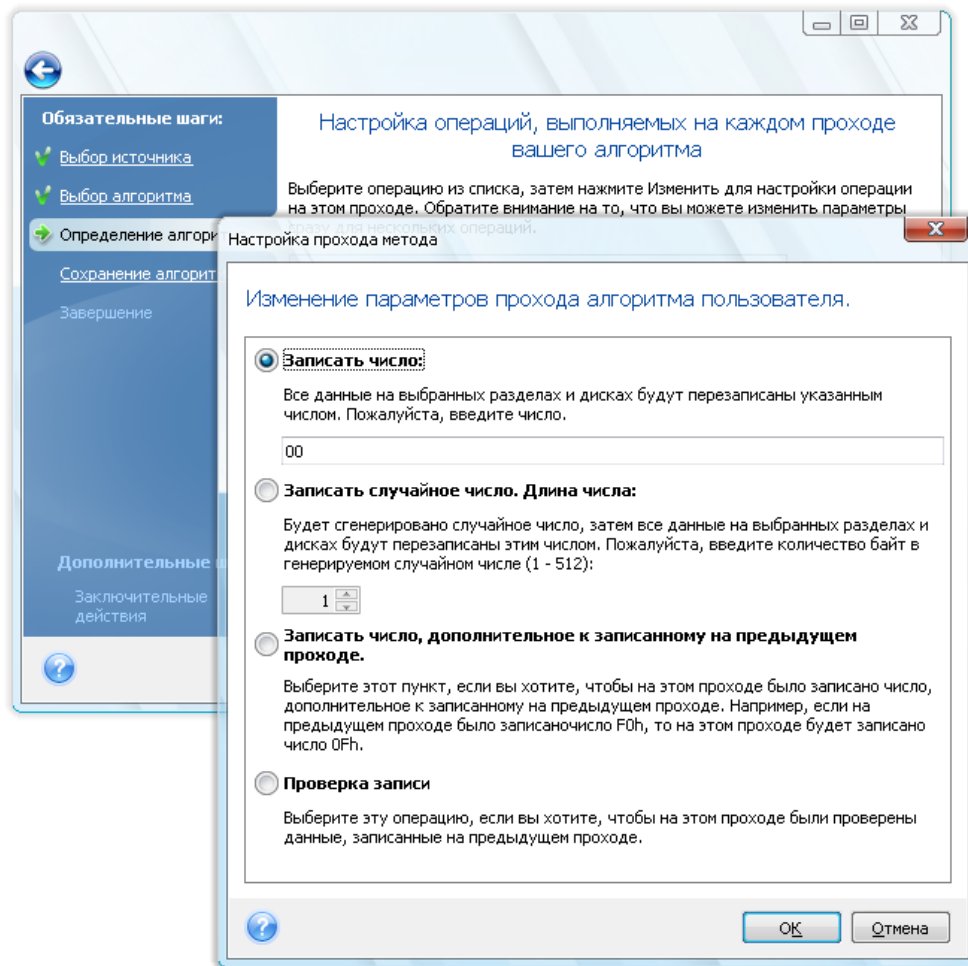 Обязательные шаги:
Выбор источника
Выбор алгоритма
Определение алгори
Сохранение алгорит
Завершение
Дополнительные
Заключительные
действия
Настройка операций, выполняемых на каждом проходе
вашего алгоритма
Выберите операцию из списка, затем нажмите Изменить для настройки операции
на этом проходе. Обратите внимание на то, что вы можете изменить параметры
сразу для нескольких операций.
Настройка прохода метода
Изменение параметров прохода алгоритма пользователя.
Записать число:
Все данные на выбранных разделах и дисках будут перезаписаны указанным
числом. Пожалуйста, введите число.
00
Записать случайное число. Длина числа:
Будет сгенерировано случайное число, затем все данные на выбранных разделах и
дисках будут перезаписаны этим числом. Пожалуйста, введите количество байт в
генерируемом случайном числе (1 - 512):
1
Записать число, дополнительное к записанному на предыдущем
проходе.
Выберите этот пункт, если вы хотите, чтобы на этом проходе было записано число,
дополнительное к записанному на предыдущем проходе. Например, если на
предыдущем проходе было записаночисло F0h, то на этом проходе будет записано
число 0Fh.
Проверка записи
Выберите эту операцию, если вы хотите, чтобы на этом проходе были проверены
данные, записанные на предыдущем проходе.
OK
Отмена